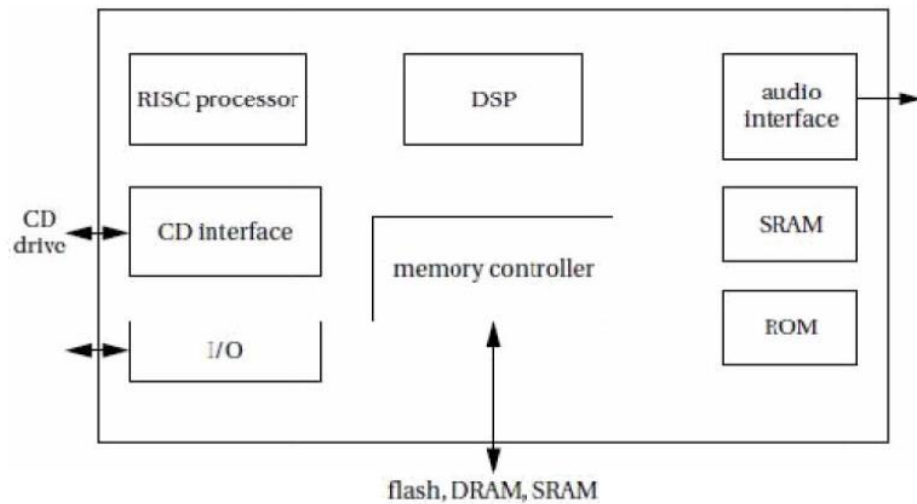 RISC processor
DSP
audio
interface
CD
drive
CD interface
SRAM
memory controller
ROM
I/O
flash, DRAM, SRAM